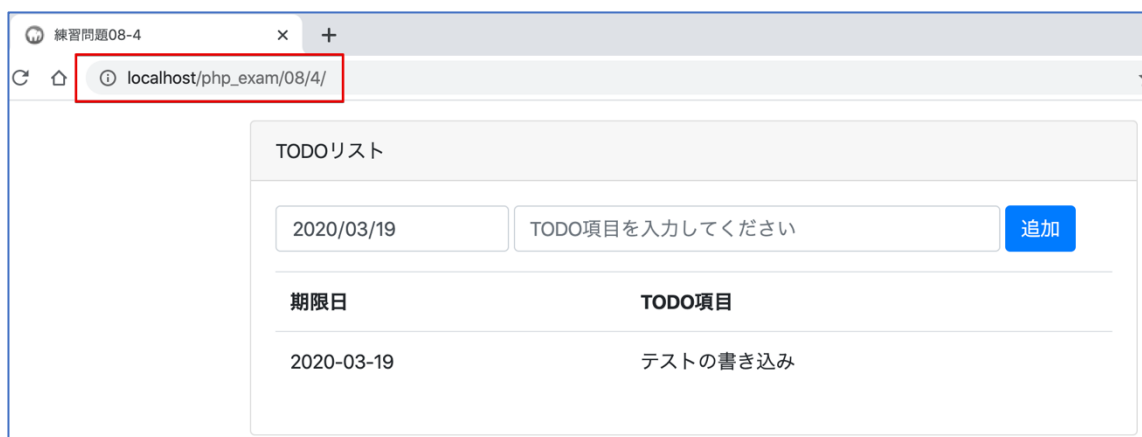 練習問題08-4
localhost/php_exam/08/4/
TODOリスト
2020/03/19 TODO項目を入力してください 追加
期限日 TODO項目
2020-03-19 テストの書き込み